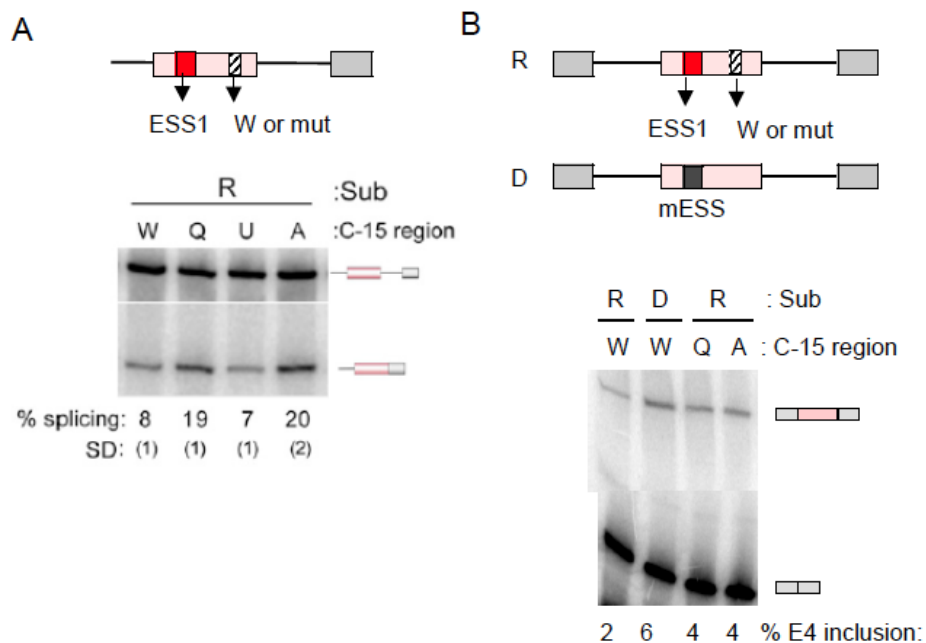 A
ESS1 W or mut
R :Sub
W Q U A :C-15 region
% splicing: 8 19 7 20
SD: (1) (1) (1) (2)
B
R
ESS1 W or mut
D
mESS
R D R : Sub
W W Q A : C-15 region
2 6 4 4 % E4 inclusion: